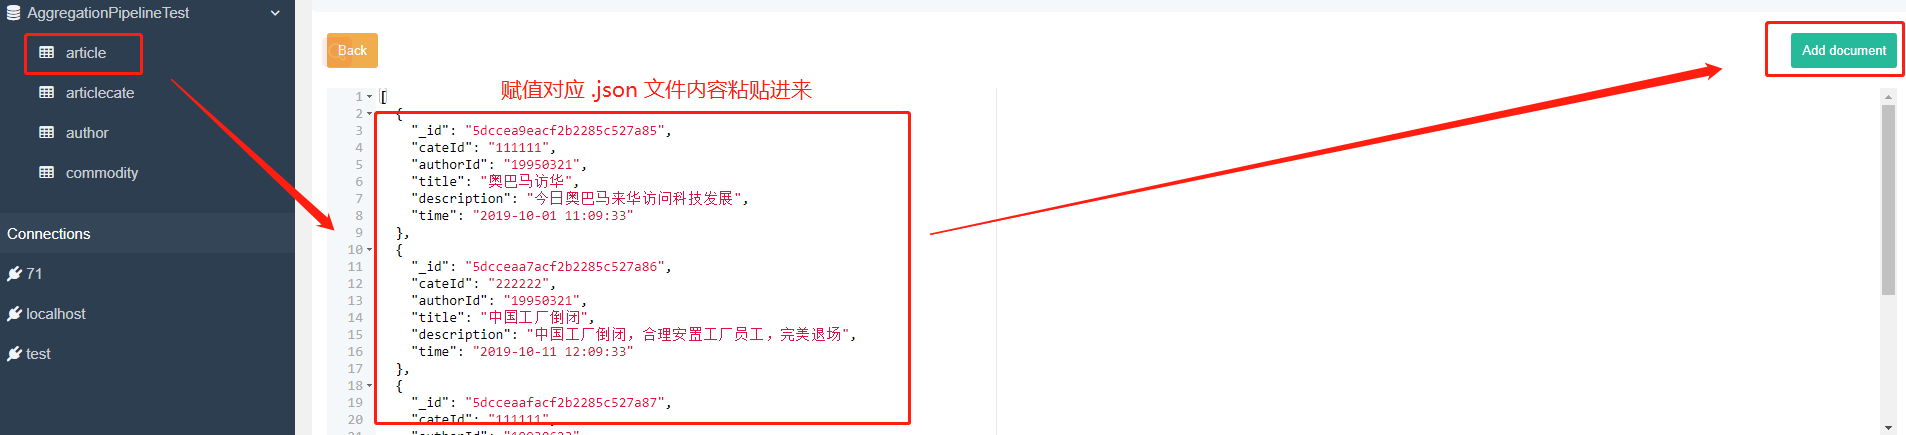 AggregationPipelineTest
article
articlecate
author
commodity
Connections
71
localhost
test
Back
Add document
赋值对应 .json 文件内容粘贴进来
1 [
2 {
3 "_id": "5dccea9eacf2b2285c527a85",
4 "cateId": "111111",
5 "authorId": "19950321",
6 "title": "奥巴马访华",
7 "description": "今日奥巴马来华访问科技发展",
8 "time": "2019-10-01 11:09:33"
9 },
10 {
11 "_id": "5dcceaa7acf2b2285c527a86",
12 "cateId": "222222",
13 "authorId": "19950321",
14 "title": "中国工厂倒闭",
15 "description": "中国工厂倒闭，合理安置工厂员工，完美退场",
16 "time": "2019-10-11 12:09:33"
17 },
18 {
19 "_id": "5dcceaafacf2b2285c527a87",
20 "cateId": "111111",